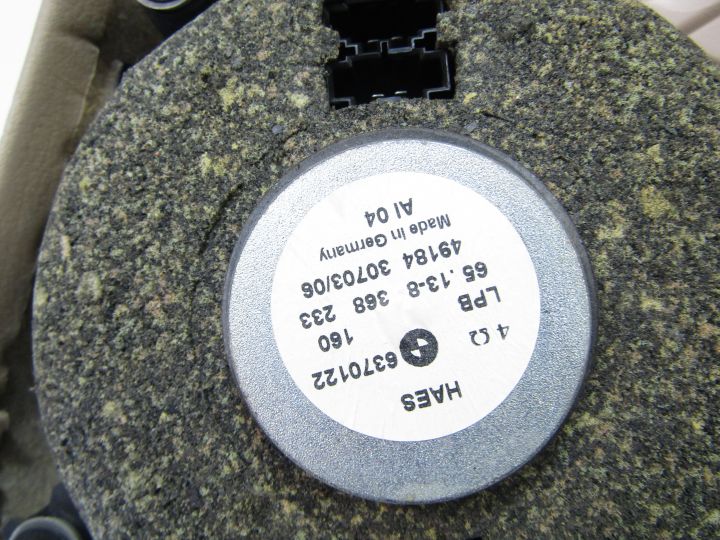 HAES
6370122
4 Ω 160
LPB
65.13-8 368 233
49184 30703/06
Made in Germany
AI 04